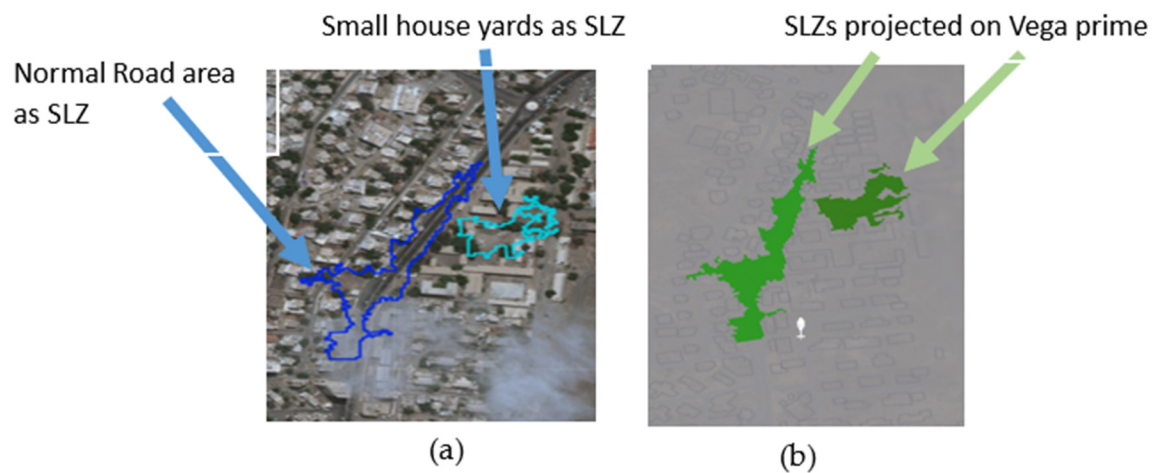 Small house yards as SLZ
SLZs projected on Vega prime
Normal Road area
as SLZ
(a)
(b)